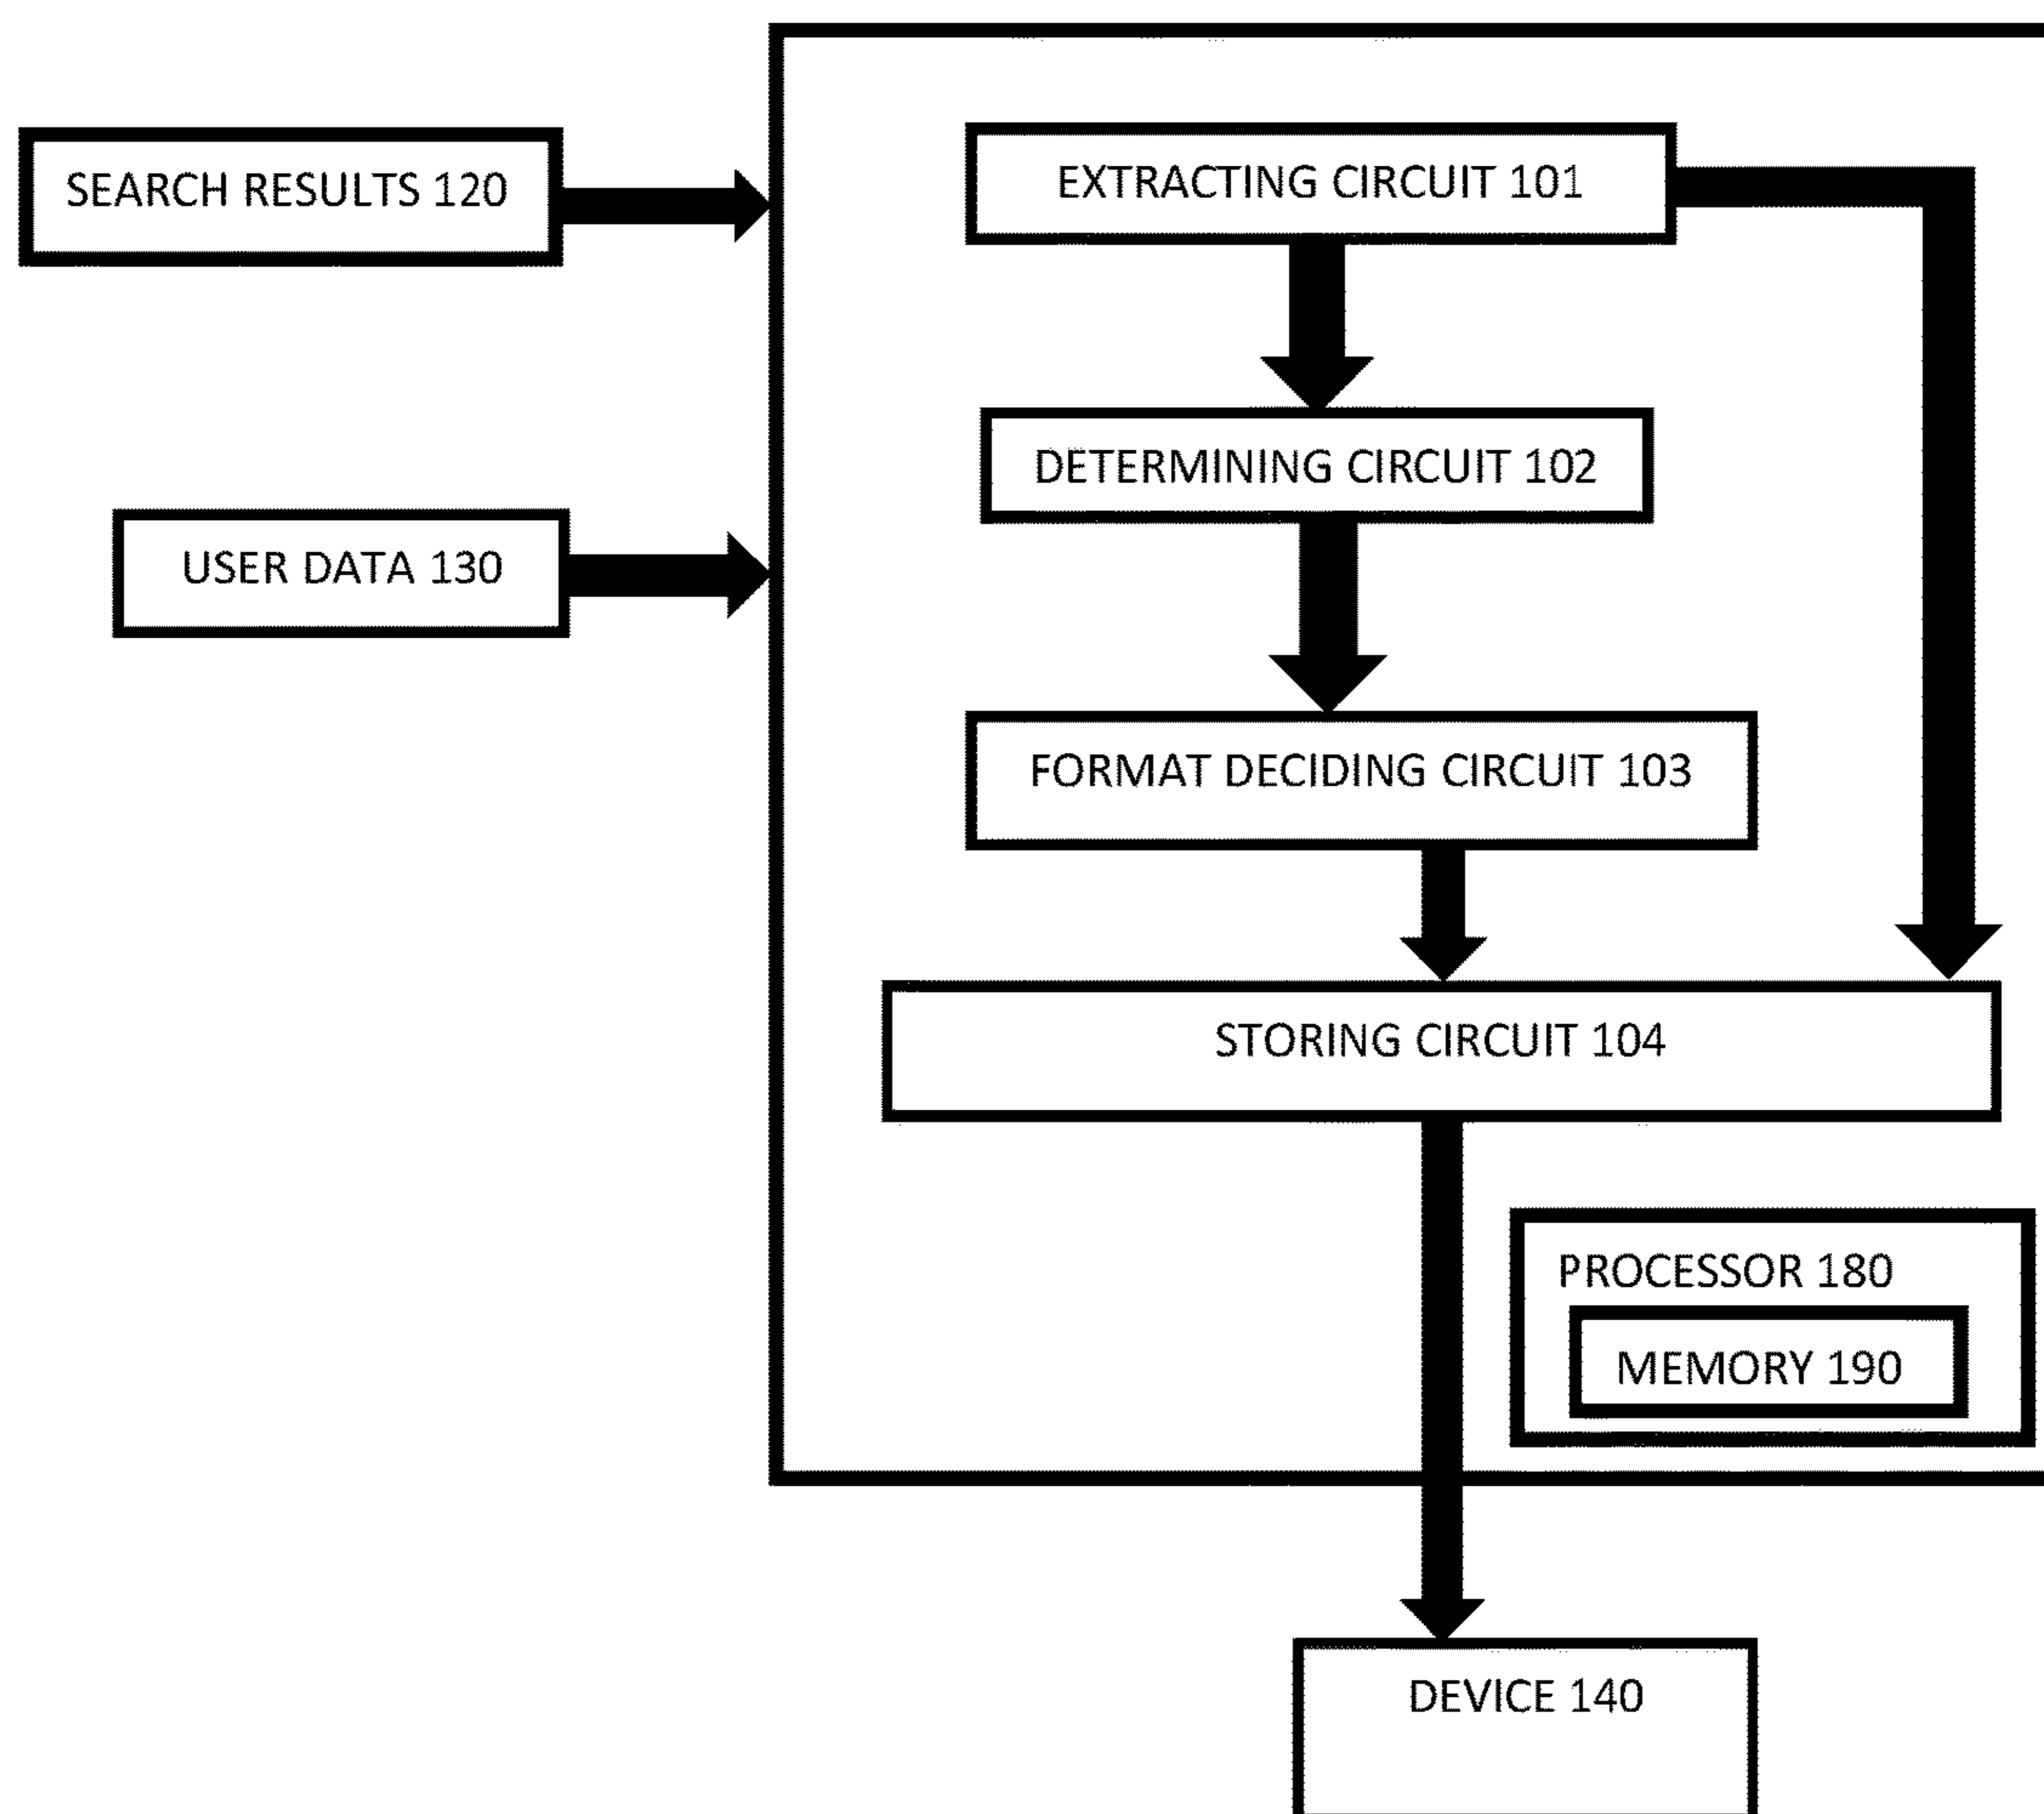 SEARCH RESULTS 120
EXTRACTING CIRCUIT 101
DETERMINING CIRCUIT 102
USER DATA 130
FORMAT DECIDING CIRCUIT 103
STORING CIRCUIT 104
PROCESSOR 180
MEMORY 190
DEVICE 140